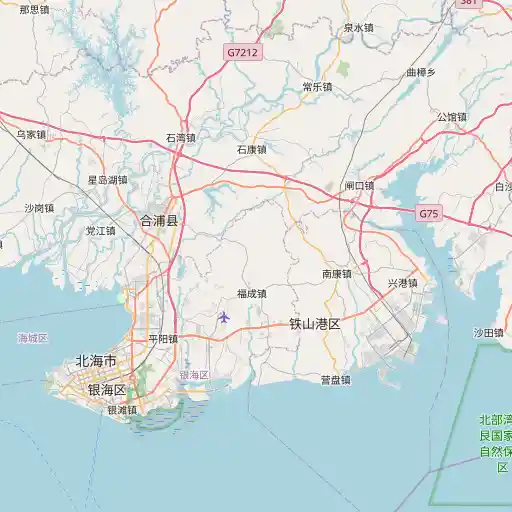 那思镇
泉水镇
S81
G7212
曲樟乡
常乐镇
公馆镇
乌家镇
石湾镇
石康镇
星岛湖镇
闸口镇
白沙
沙岗镇
合浦县
G75
党江镇
镇
南康镇
兴港镇
福成镇
铁山港区
沙田镇
海城区
平阳镇
北海市
银海区
银海区
营盘镇
银滩镇
北部湾
良国家
自然保
区